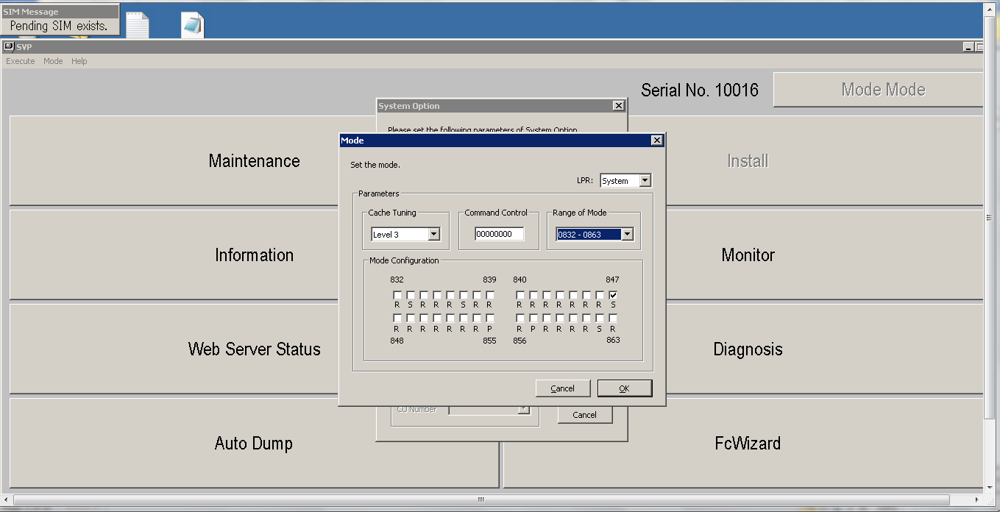 SIM Message
Pending SIM exists.
SVP
Execute Mode Help
Serial No. 10016
Mode Mode
System Option
Please set the following parameters of System Option
Mode
Set the mode.
LPR: System
Parameters
Cache Tuning Command Control Range of Mode
Level 3 00000000 0832 - 0863
Mode Configuration
832 839 840 847
R S R R R S R R R R R R R R R S
R R R R R R R P R P R R R R S R
848 855 856 863
Cancel OK
CU Number
Cancel
Maintenance
Install
Information
Monitor
Web Server Status
Diagnosis
Auto Dump
FcWizard